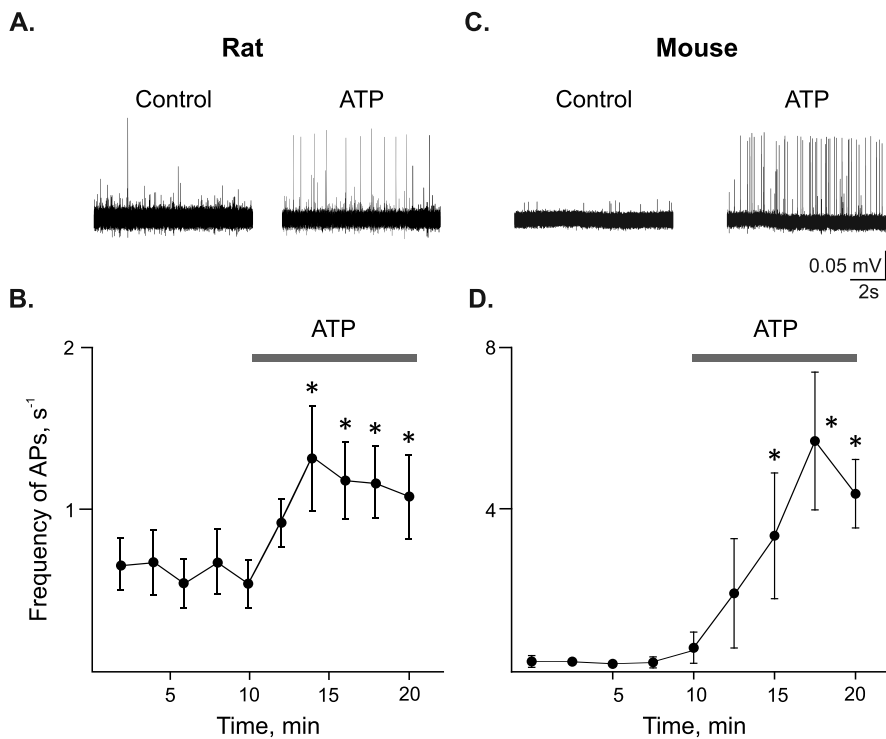 A.
Rat
Control
ATP
C.
Mouse
Control
ATP
0.05 mV
2s
B.
ATP
2
1
Frequency of APs, s⁻¹
* * * *
5 10 15 20
Time, min
D.
ATP
8
4
* * *
5 10 15 20
Time, min